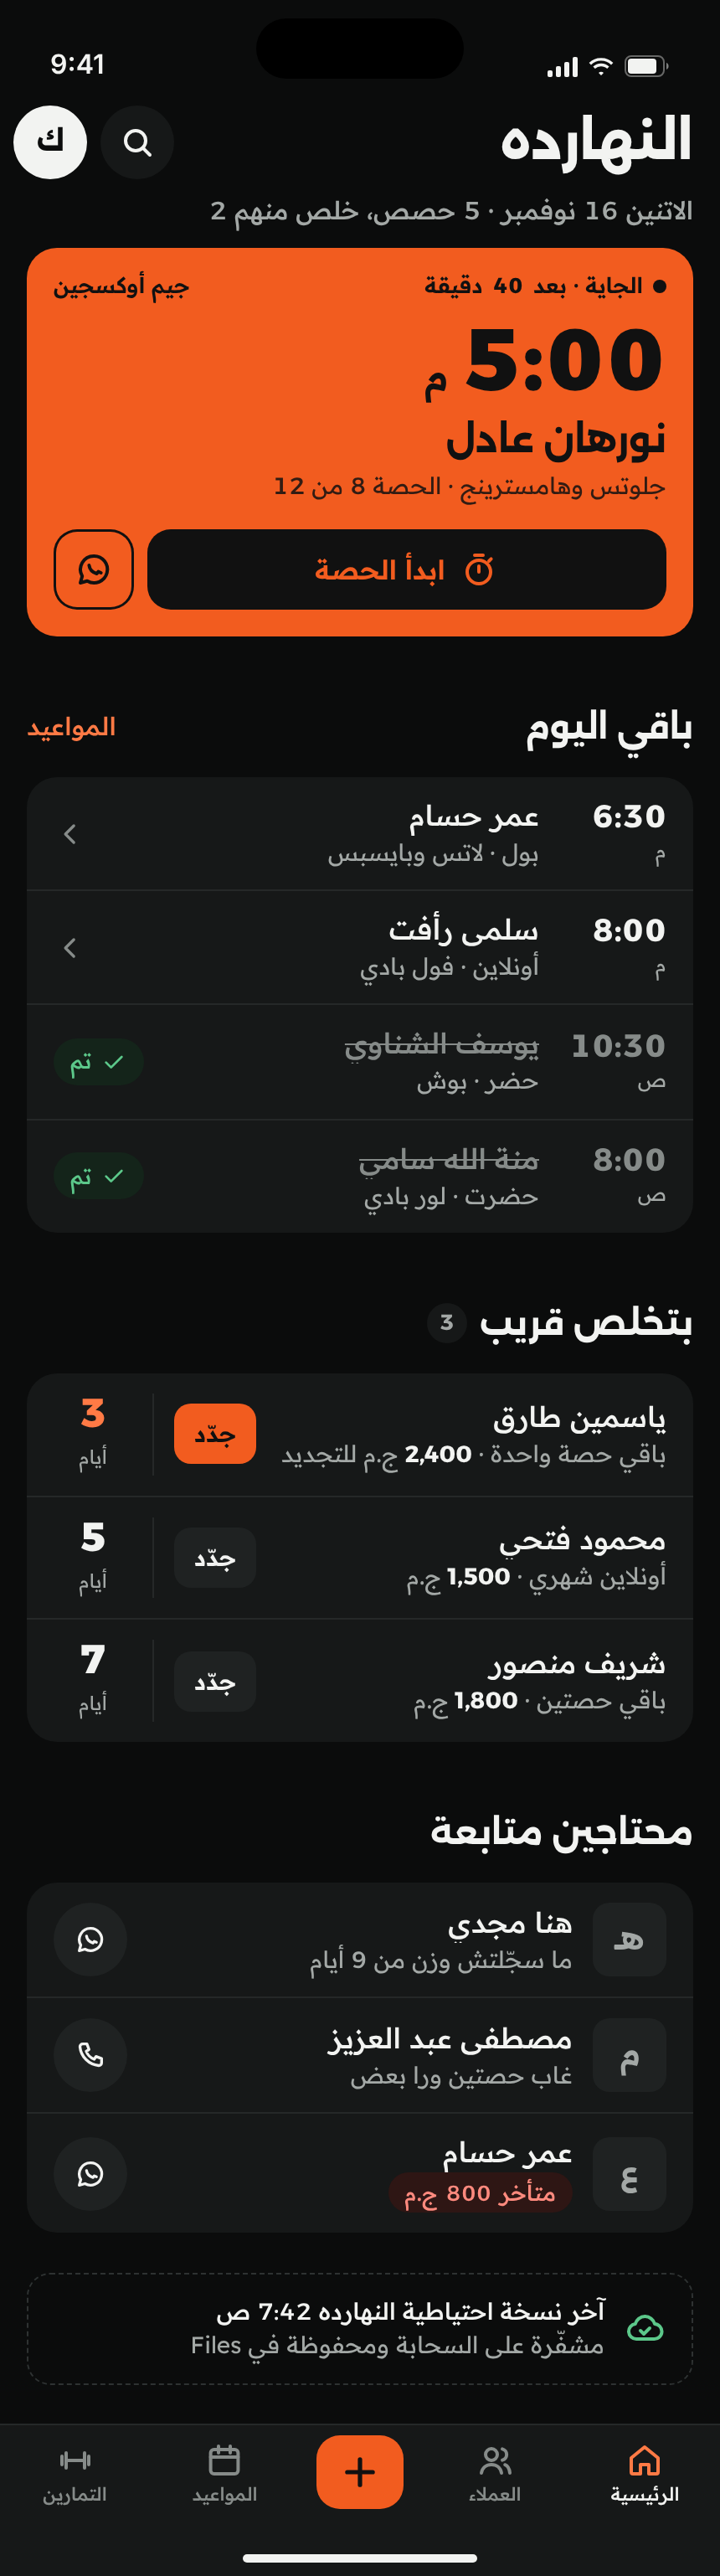 9:41
النهارده
ك
الاتنين 16 نوفمبر · 5 حصص، خلص منهم 2
الجاية · بعد 40 دقيقة
جيم أوكسجين
5:00 م
نورهان عادل
جلوتس وهامسترينج · الحصة 8 من 12
ابدأ الحصة
باقي اليوم
المواعيد
6:30 م
عمر حسام
بول · لاتس وبايسبس
8:00 م
سلمى رأفت
أونلاين · فول بادي
10:30 ص
يوسف الشناوي
حضر · بوش
تم
8:00 ص
منة الله سامي
حضرت · لور بادي
تم
بتخلص قريب 3
ياسمين طارق
باقي حصة واحدة · 2,400 ج.م للتجديد
جدّد
3 أيام
محمود فتحي
أونلاين شهري · 1,500 ج.م
جدّد
5 أيام
شريف منصور
باقي حصتين · 1,800 ج.م
جدّد
7 أيام
محتاجين متابعة
هـ
هنا مجدي
ما سجّلتش وزن من 9 أيام
م
مصطفى عبد العزيز
غاب حصتين ورا بعض
ع
عمر حسام
متأخر 800 ج.م
آخر نسخة احتياطية النهارده 7:42 ص
مشفّرة على السحابة ومحفوظة في Files
الرئيسية
العملاء
المواعيد
التمارين